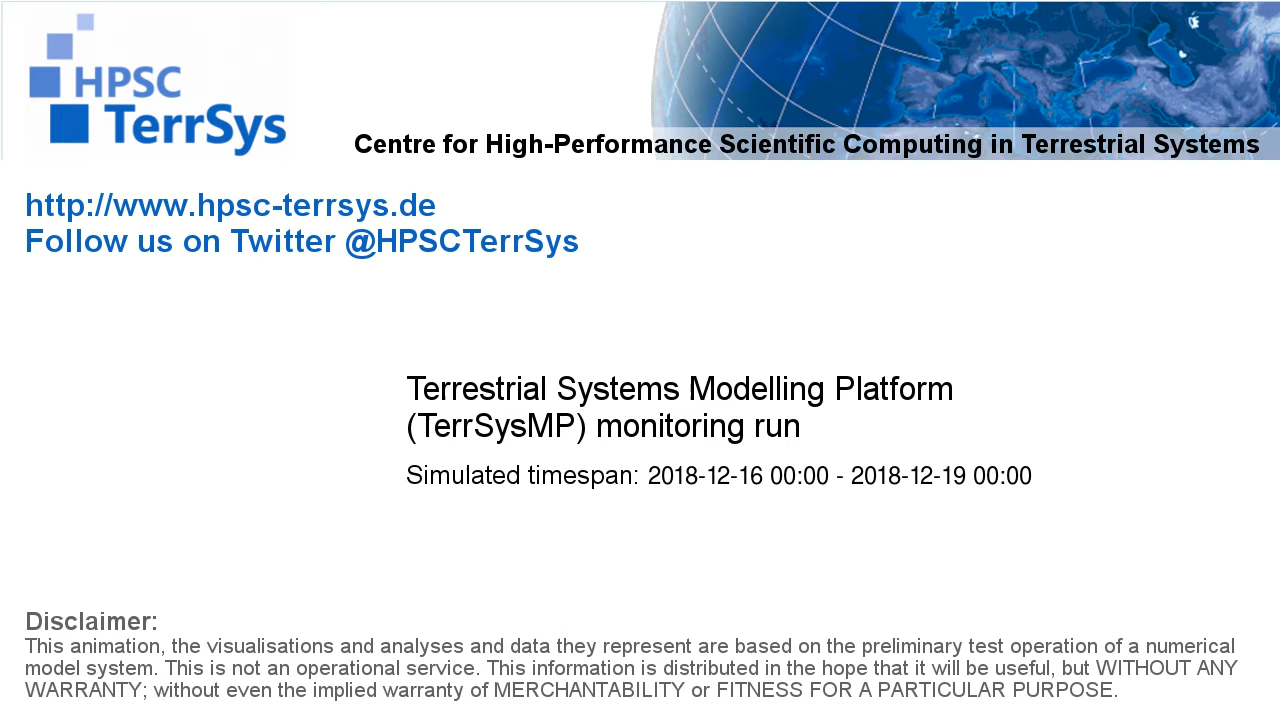 HPSC
TerrSys
Centre for High-Performance Scientific Computing in Terrestrial Systems
http://www.hpsc-terrsys.de
Follow us on Twitter @HPSCTerrSys
Terrestrial Systems Modelling Platform
(TerrSysMP) monitoring run
Simulated timespan: 2018-12-16 00:00 - 2018-12-19 00:00
Disclaimer:
This animation, the visualisations and analyses and data they represent are based on the preliminary test operation of a numerical
model system. This is not an operational service. This information is distributed in the hope that it will be useful, but WITHOUT ANY
WARRANTY; without even the implied warranty of MERCHANTABILITY or FITNESS FOR A PARTICULAR PURPOSE.